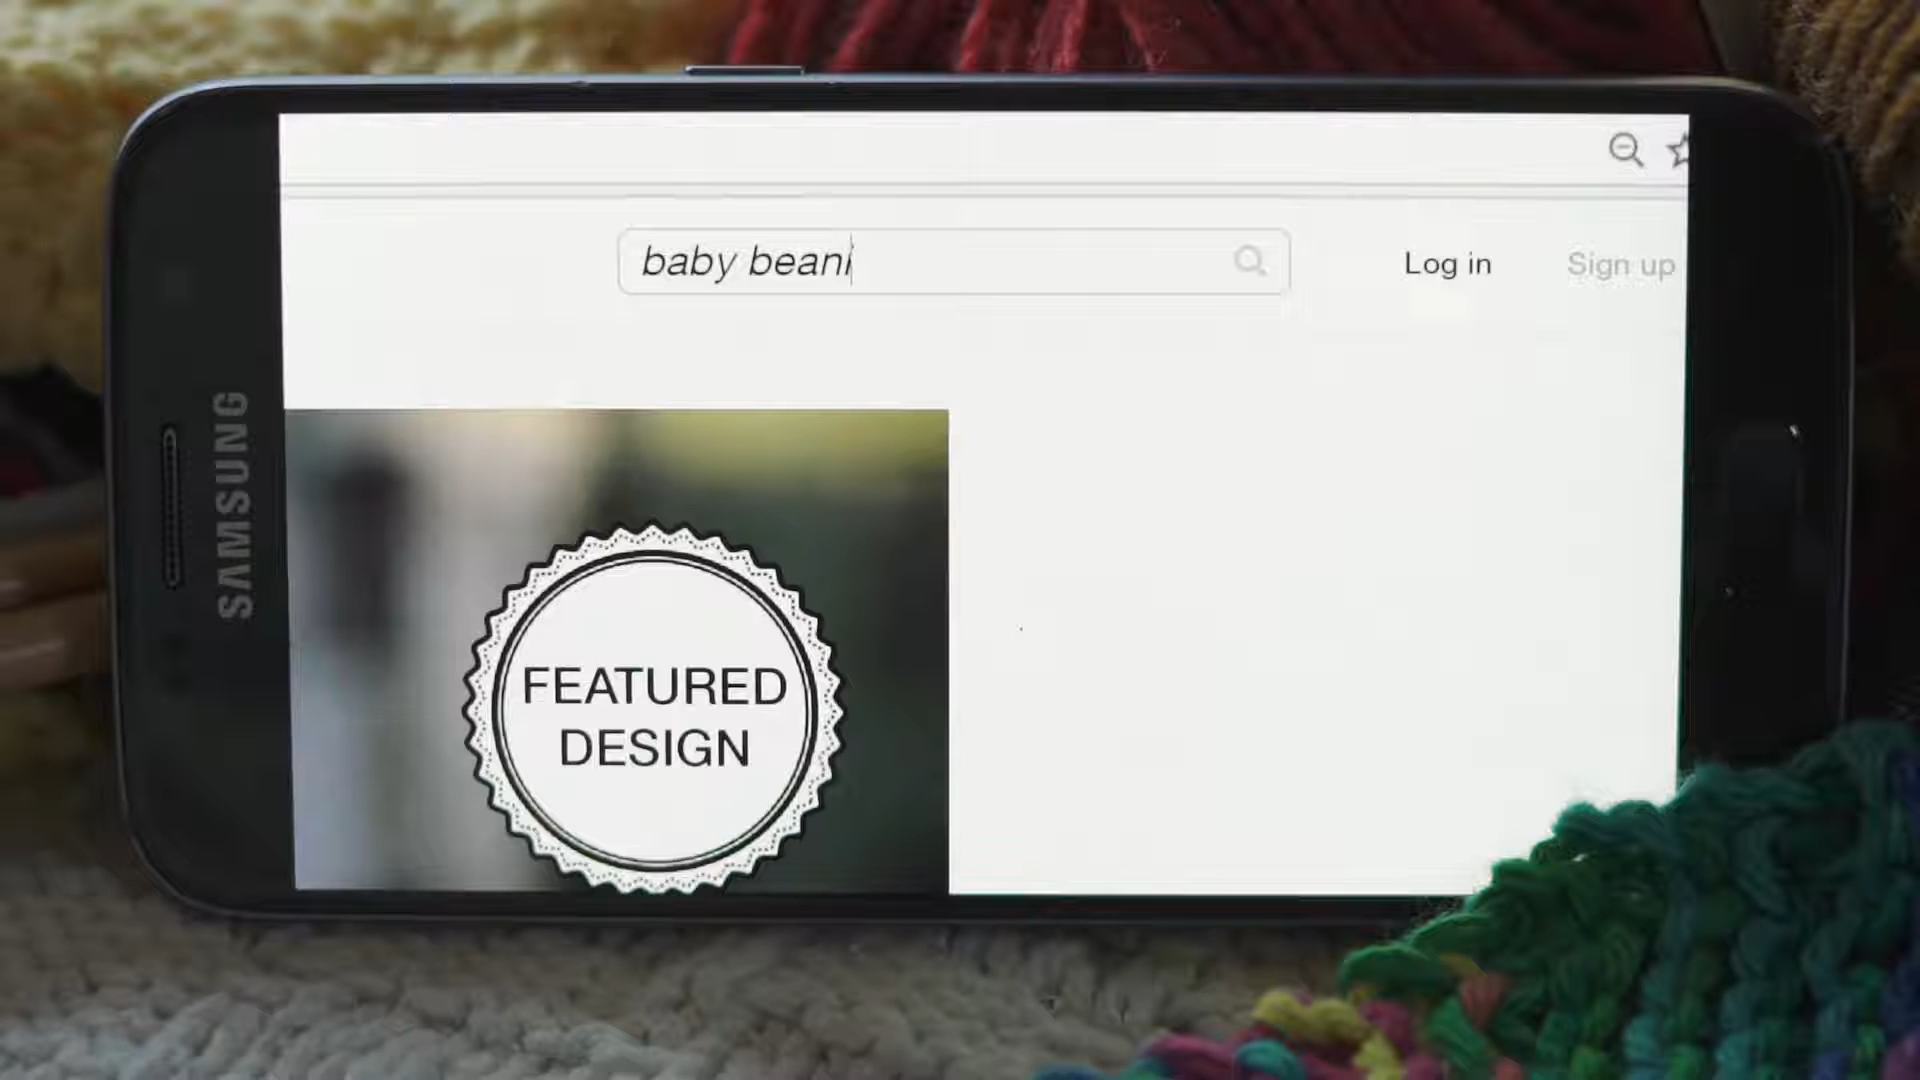 baby beani
Log in
Sign up
SAMSUNG
FEATURED
DESIGN